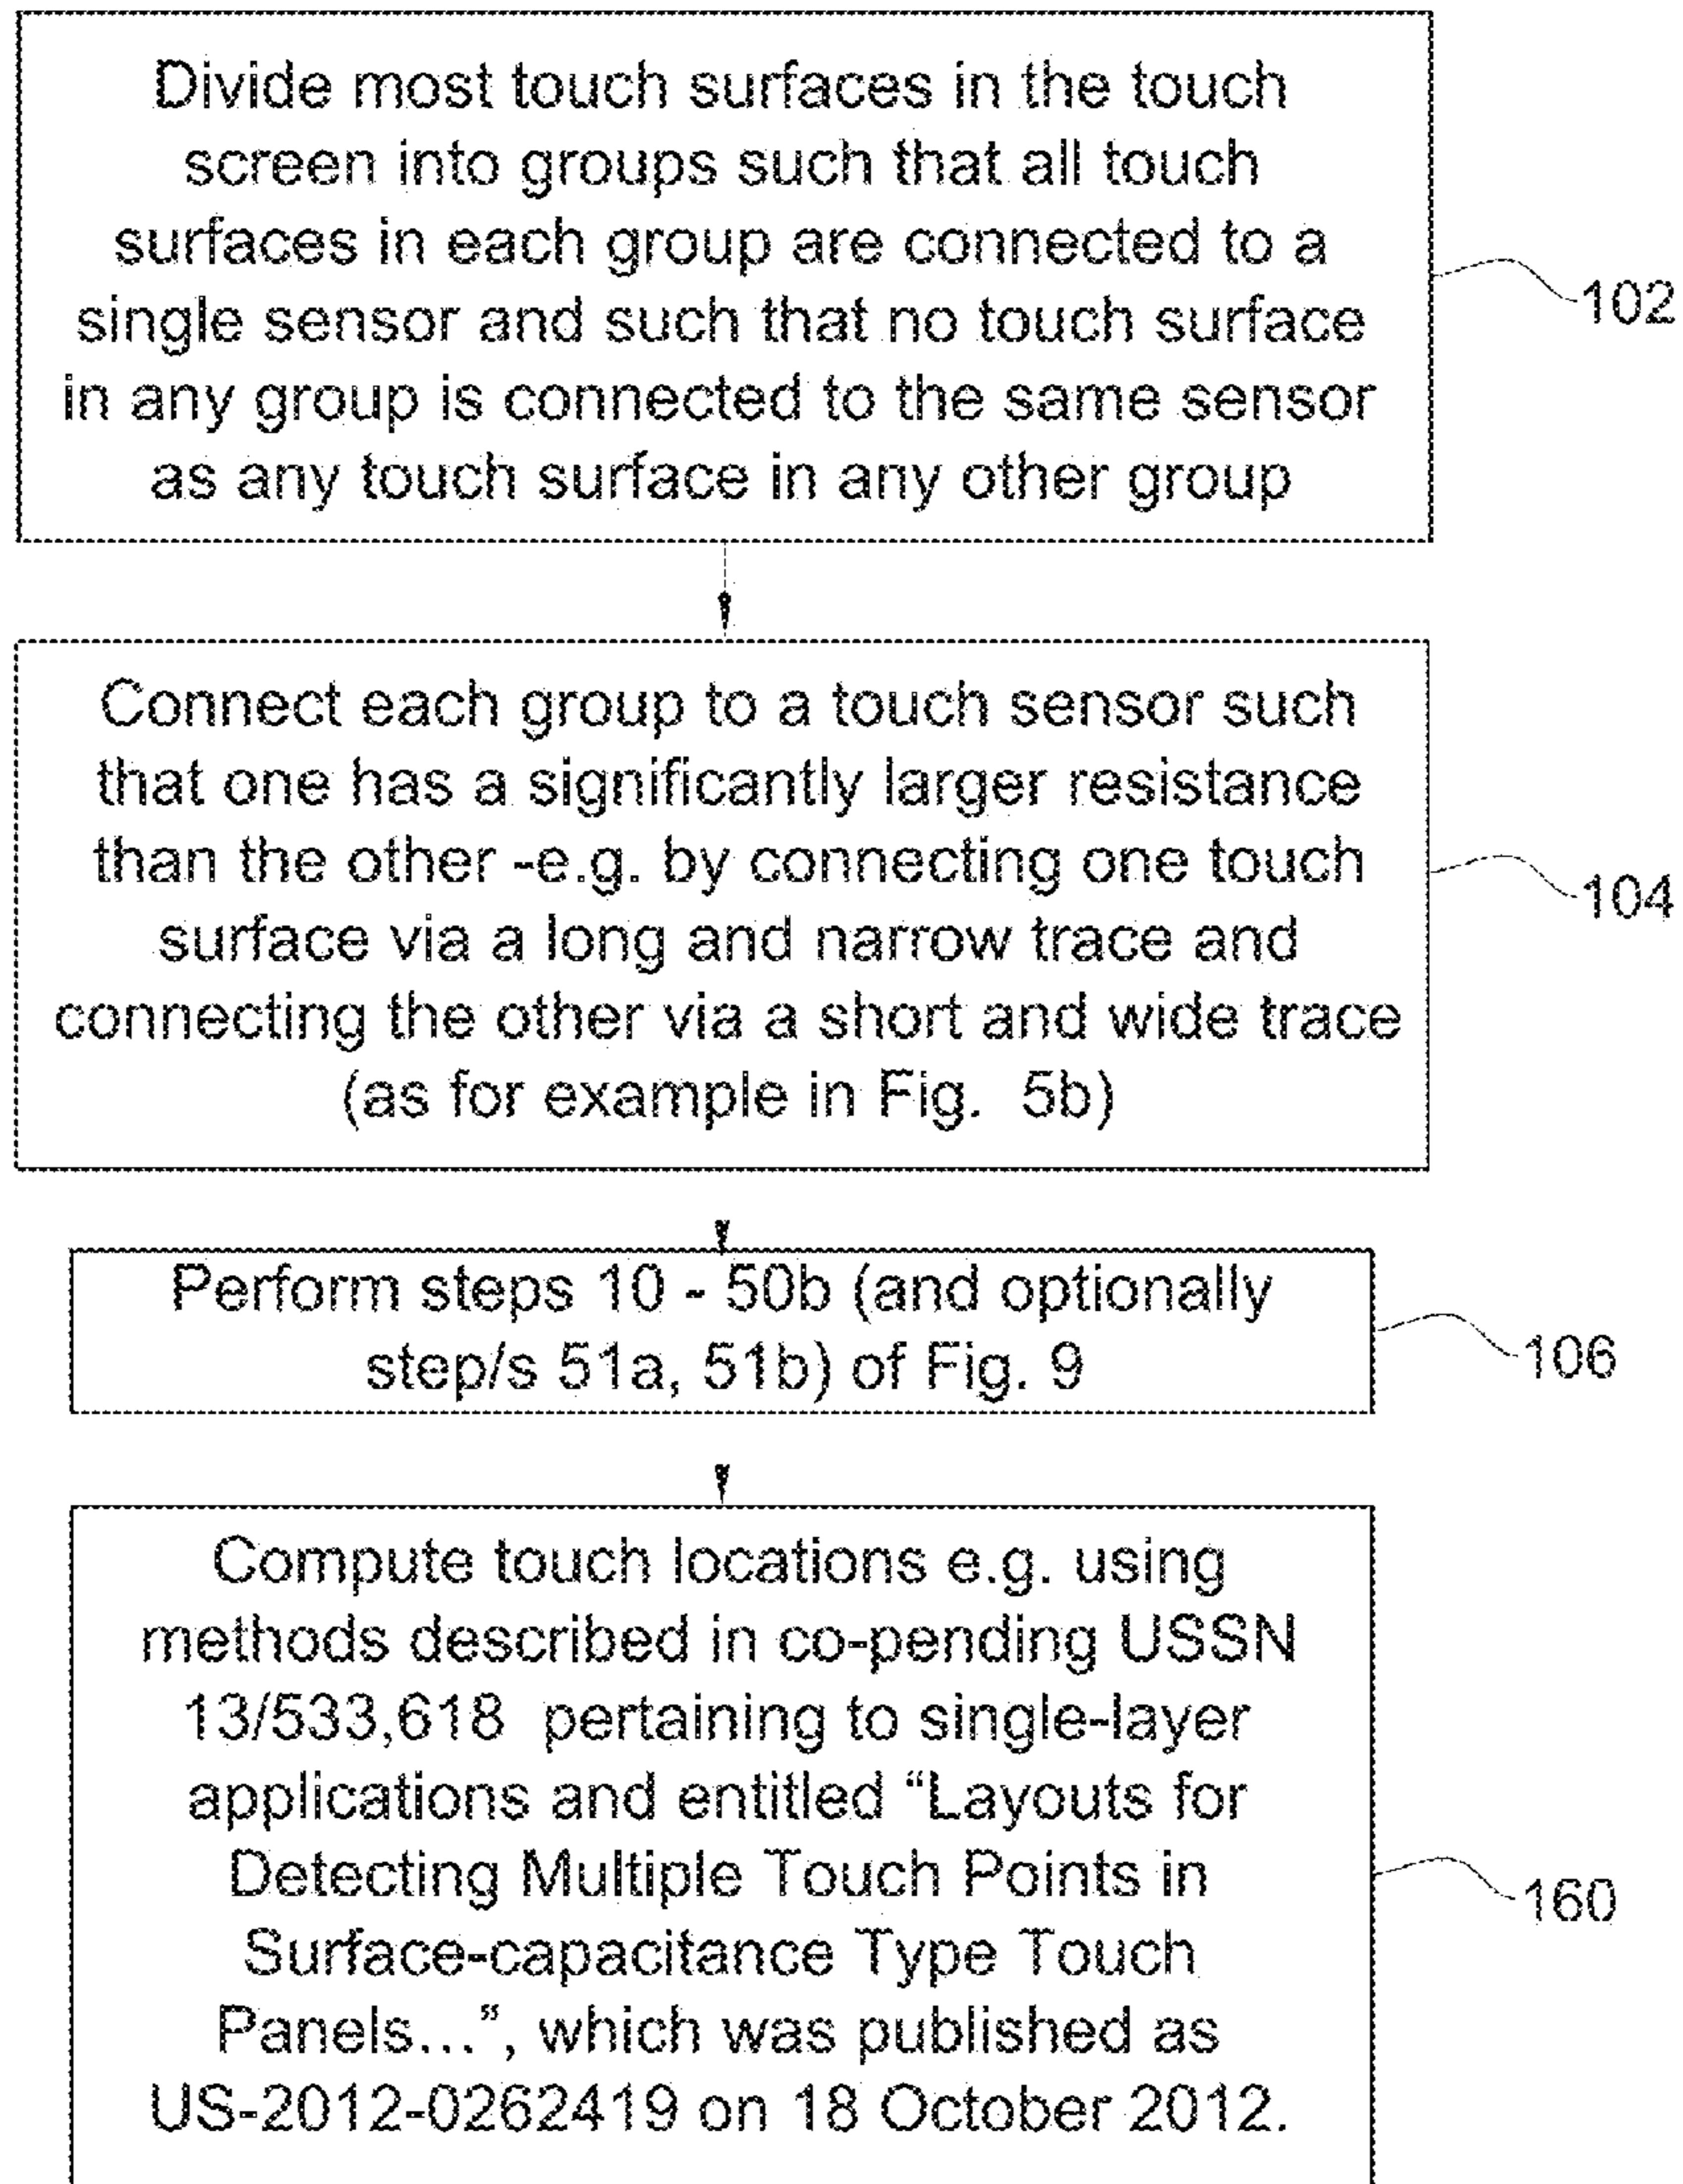 Divide most touch surfaces in the touch
screen into groups such that all touch
surfaces in each group are connected to a
single sensor and such that no touch surface
in any group is connected to the same sensor
as any touch surface in any other group
102
Connect each group to a touch sensor such
that one has a significantly larger resistance
than the other -e.g. by connecting one touch
surface via a long and narrow trace and
connecting the other via a short and wide trace
(as for example in Fig. 5b)
104
Perform steps 10 - 50b (and optionally
step/s 51a, 51b) of Fig. 9
106
Compute touch locations e.g. using
methods described in co-pending USSN
13/533,618 pertaining to single-layer
applications and entitled “Layouts for
Detecting Multiple Touch Points in
Surface-capacitance Type Touch
Panels...”, which was published as
US-2012-0262419 on 18 October 2012.
160